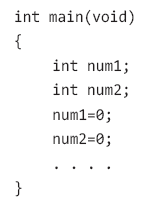 int main(void)
{
    int num1;
    int num2;
    num1=0;
    num2=0;
    . . . .
}